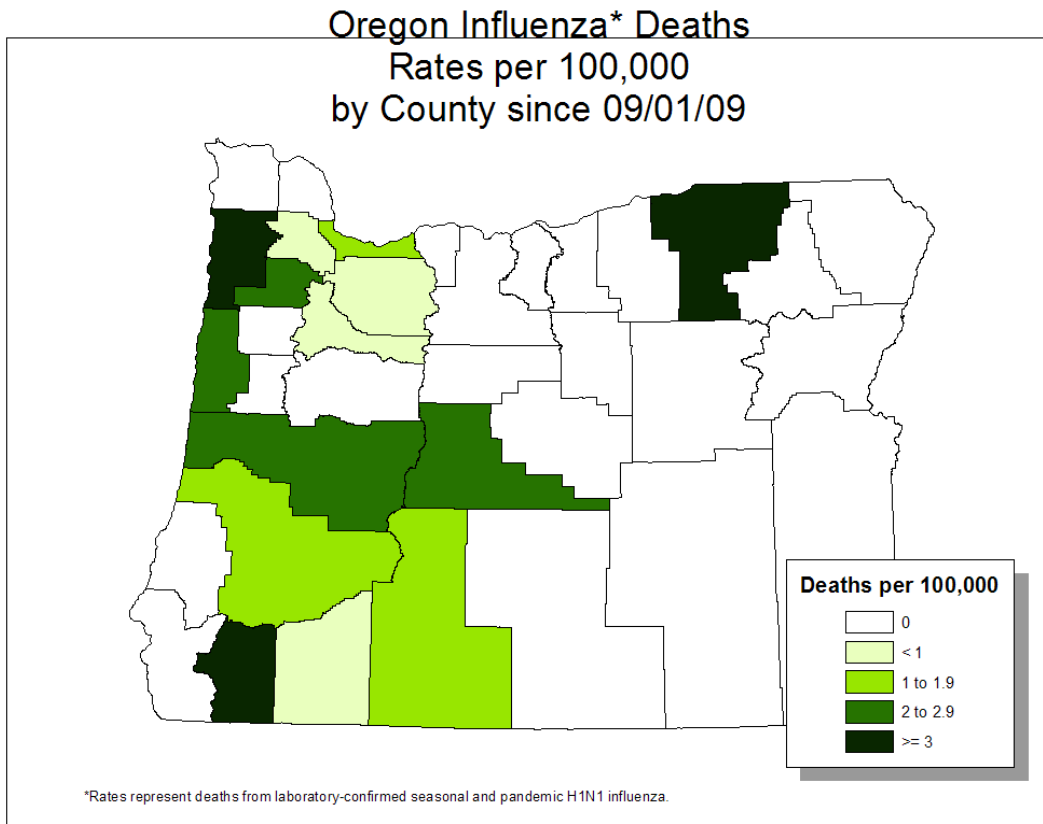 Oregon Influenza* Deaths
Rates per 100,000
by County since 09/01/09
Deaths per 100,000
0
< 1
1 to 1.9
2 to 2.9
>= 3
*Rates represent deaths from laboratory-confirmed seasonal and pandemic H1N1 influenza.